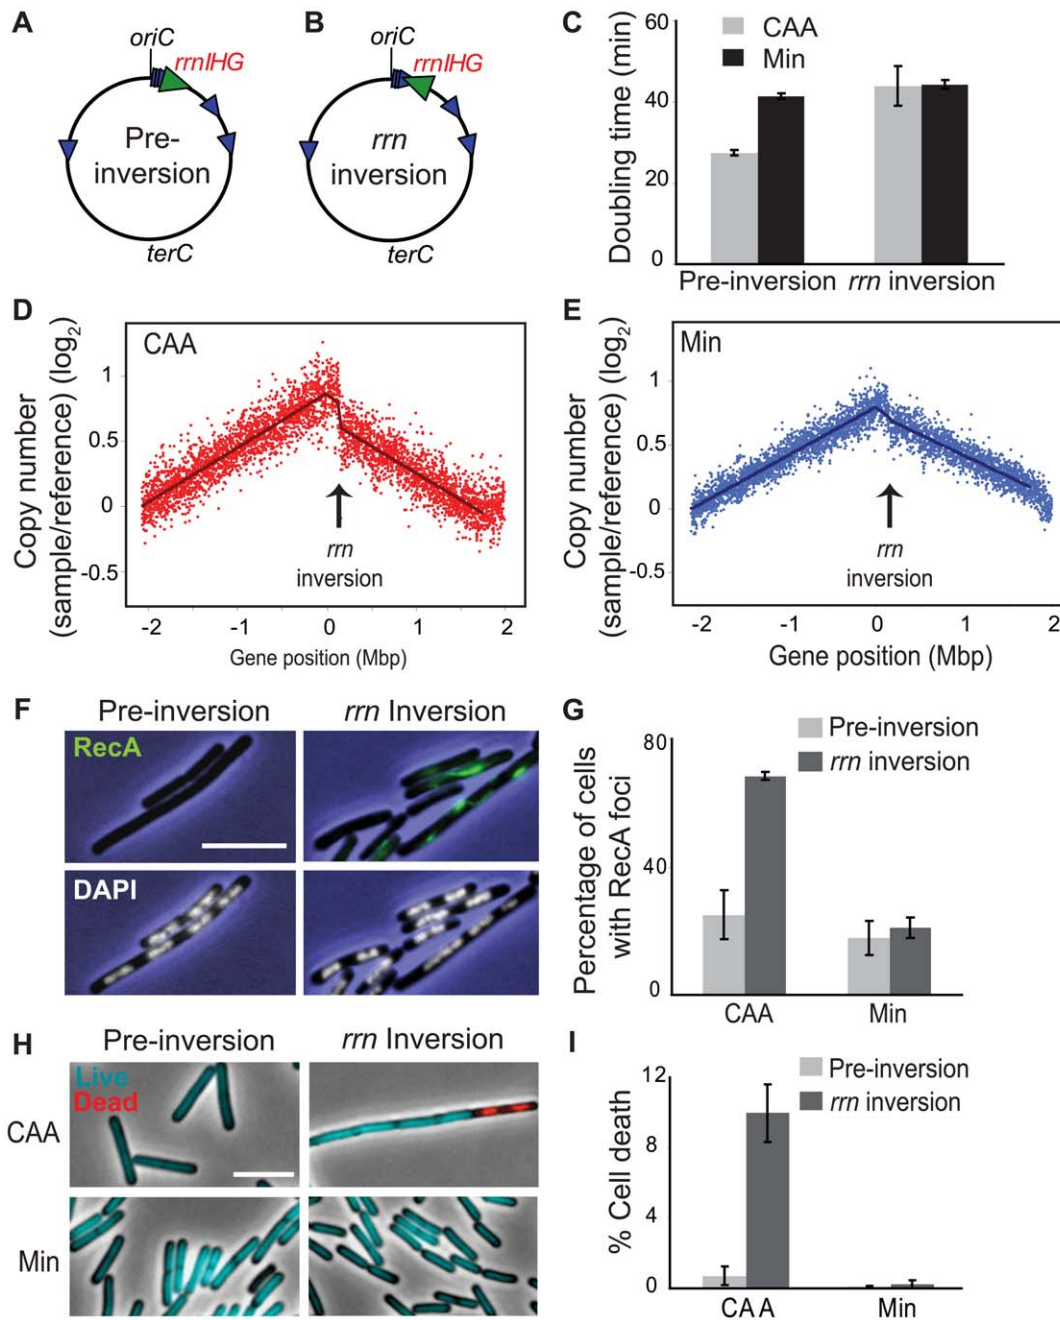 A
oriC
rrnIHG
Pre-
inversion
terC
B
oriC
rrnIHG
rrn
inversion
terC
C
Doubling time (min)
60
40
20
0
CAA
Min
Pre-inversion
rrn inversion
D
Copy number
(sample/reference) (log2)
CAA
1
0.5
0
-0.5
rrn
inversion
-2
-1
0
1
2
Gene position (Mbp)
E
Copy number
(sample/reference) (log2)
Min
1
0.5
0
-0.5
rrn
inversion
-2
-1
0
1
2
Gene position (Mbp)
F
Pre-inversion
rrn Inversion
RecA
DAPI
G
Percentage of cells
with RecA foci
80
40
0
Pre-inversion
rrn inversion
CAA
Min
H
Pre-inversion
rrn Inversion
CAA
Live
Dead
Min
I
% Cell death
12
8
4
0
Pre-inversion
rrn inversion
CAA
Min